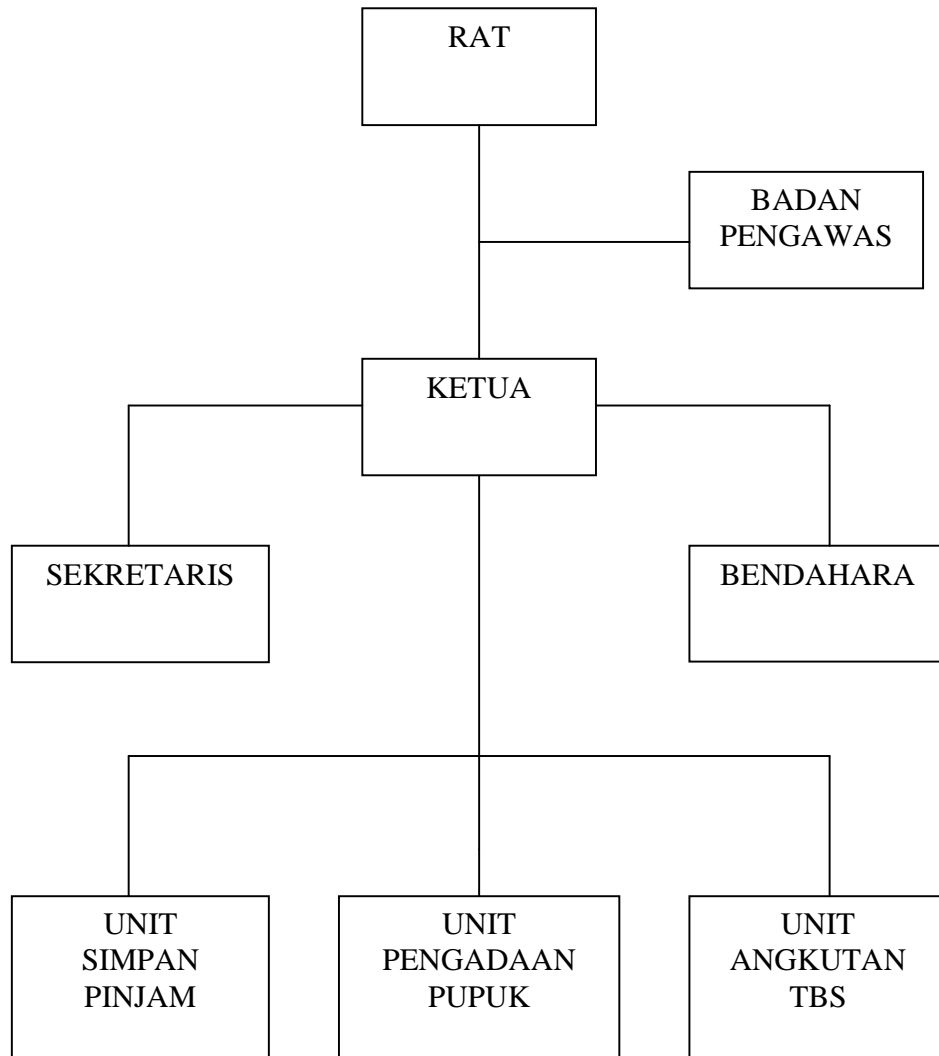 RAT
BADAN
PENGAWAS
KETUA
SEKRETARIS
BENDAHARA
UNIT
SIMPAN
PINJAM
UNIT
PENGADAAN
PUPUK
UNIT
ANGKUTAN
TBS